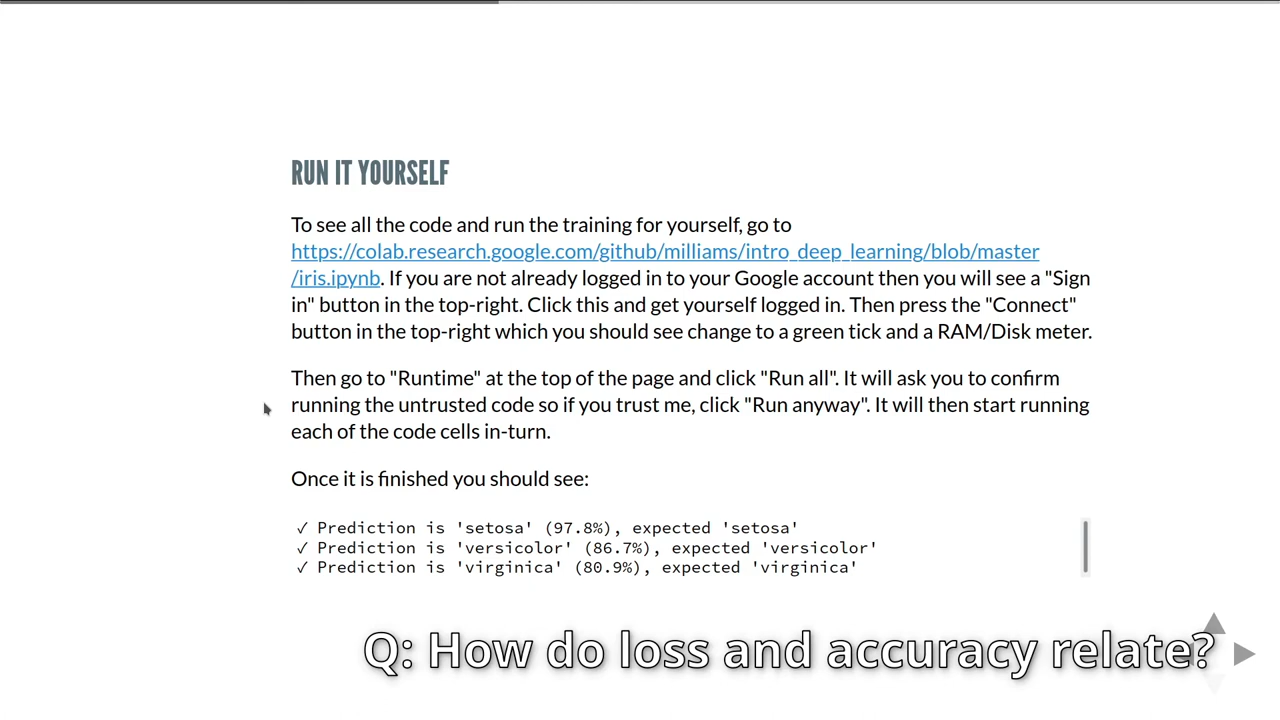 RUN IT YOURSELF
To see all the code and run the training for yourself, go to
https://colab.research.google.com/github/milliams/intro_deep_learning/blob/master
/iris.ipynb. If you are not already logged in to your Google account then you will see a "Sign
in" button in the top-right. Click this and get yourself logged in. Then press the "Connect"
button in the top-right which you should see change to a green tick and a RAM/Disk meter.
Then go to "Runtime" at the top of the page and click "Run all". It will ask you to confirm
running the untrusted code so if you trust me, click "Run anyway". It will then start running
each of the code cells in-turn.
Once it is finished you should see:
✓ Prediction is 'setosa' (97.8%), expected 'setosa'
✓ Prediction is 'versicolor' (86.7%), expected 'versicolor'
✓ Prediction is 'virginica' (80.9%), expected 'virginica'
Q: How do loss and accuracy relate?